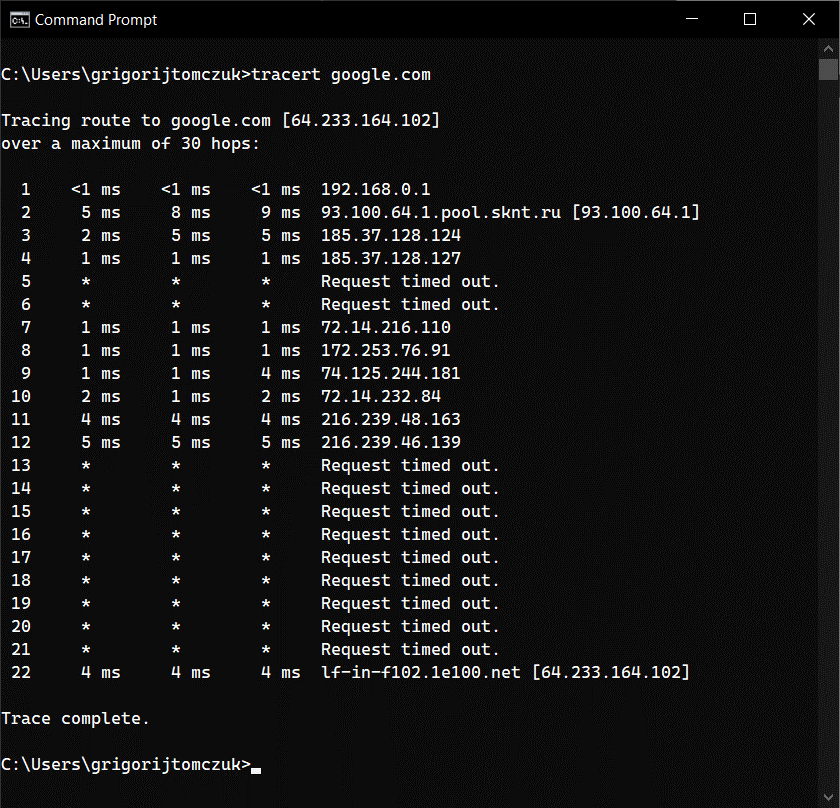 Command Prompt
C:\Users\grigorijtomczuk>tracert google.com
Tracing route to google.com [64.233.164.102]
over a maximum of 30 hops:
1 <1 ms <1 ms <1 ms 192.168.0.1
2 5 ms 8 ms 9 ms 93.100.64.1.pool.sknt.ru [93.100.64.1]
3 2 ms 5 ms 5 ms 185.37.128.124
4 1 ms 1 ms 1 ms 185.37.128.127
5 * * * Request timed out.
6 * * * Request timed out.
7 1 ms 1 ms 1 ms 72.14.216.110
8 1 ms 1 ms 1 ms 172.253.76.91
9 1 ms 1 ms 4 ms 74.125.244.181
10 2 ms 1 ms 2 ms 72.14.232.84
11 4 ms 4 ms 4 ms 216.239.48.163
12 5 ms 5 ms 5 ms 216.239.46.139
13 * * * Request timed out.
14 * * * Request timed out.
15 * * * Request timed out.
16 * * * Request timed out.
17 * * * Request timed out.
18 * * * Request timed out.
19 * * * Request timed out.
20 * * * Request timed out.
21 * * * Request timed out.
22 4 ms 4 ms 4 ms lf-in-f102.1e100.net [64.233.164.102]
Trace complete.
C:\Users\grigorijtomczuk>